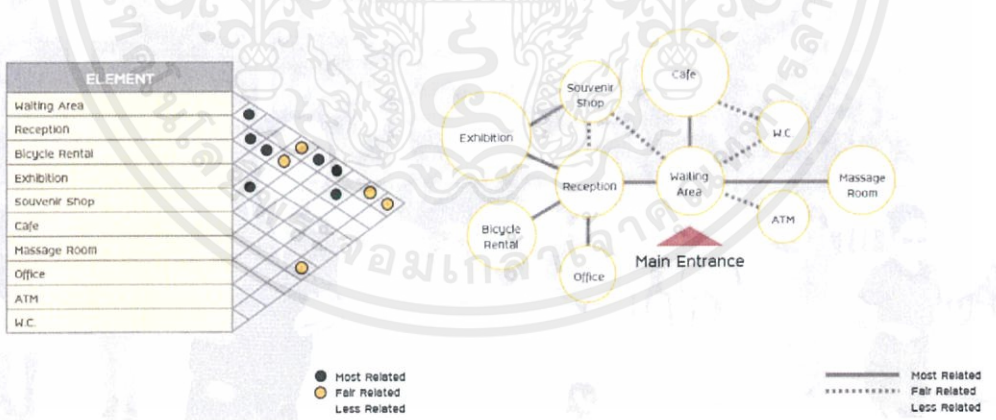 ELEMENT
Waiting Area
Reception
Bicycle Rental
Exhibition
Souvenir Shop
Cafe
Massage Room
Office
ATM
W.C.
Most Related
Fair Related
Less Related
Cafe
Souvenir
Shop
W.C
Exhibition
Reception
Waiting
Area
Massage
Room
ATM
Bicycle
Rental
Office
Main Entrance
Most Related
Fair Related
Less Related